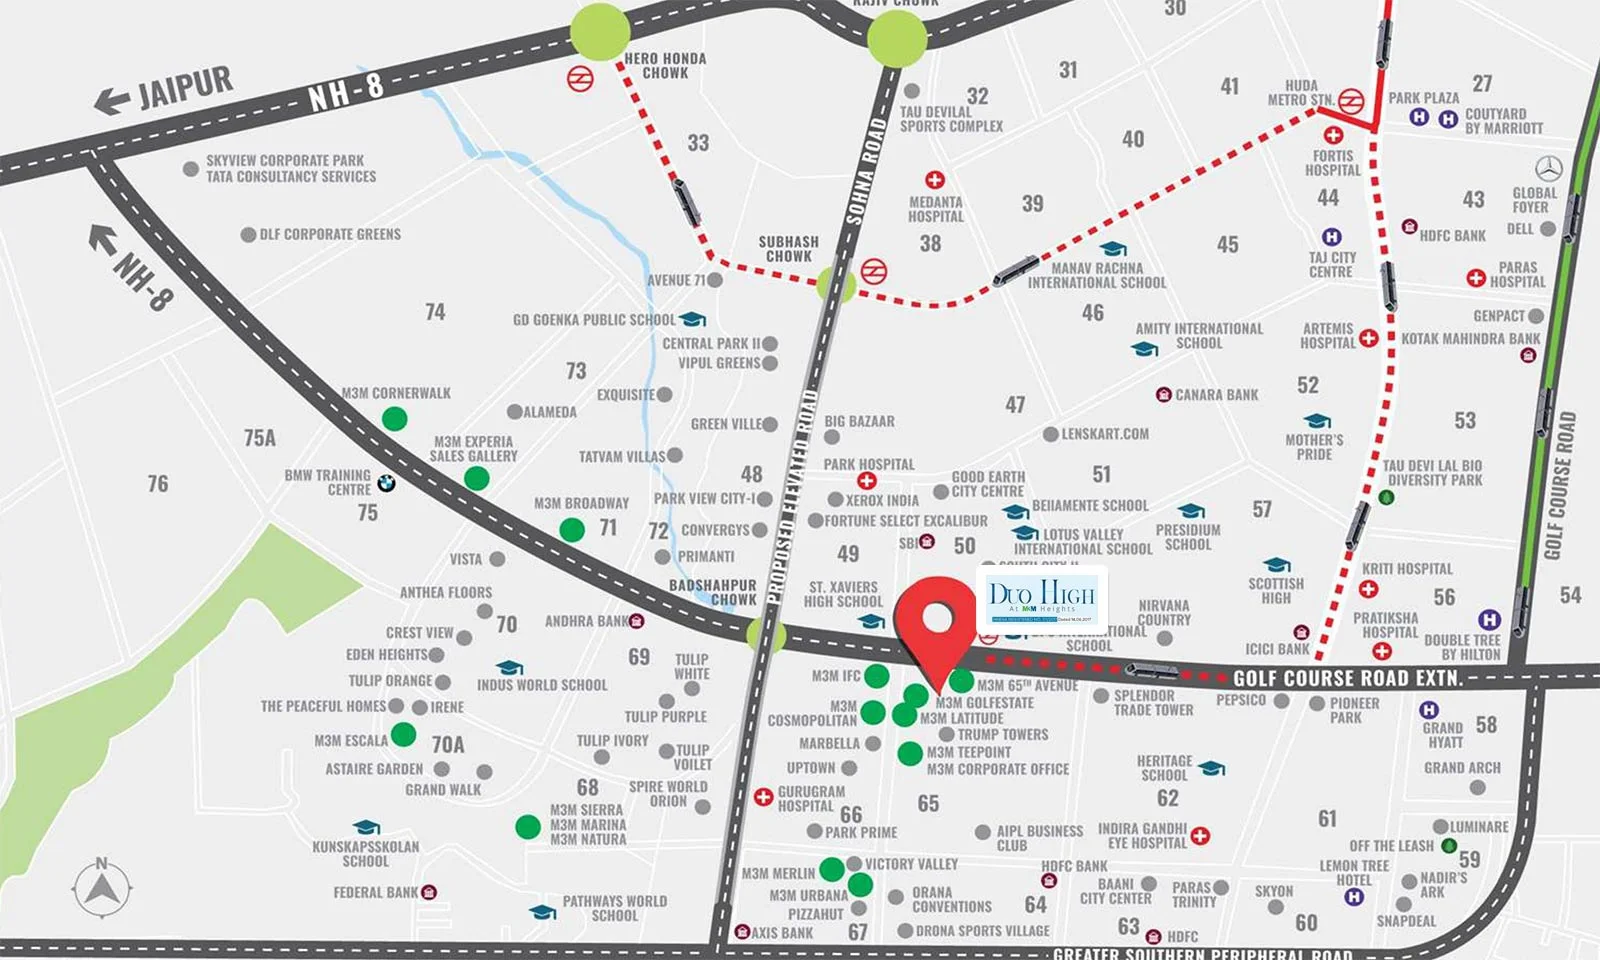 RAJIV CHOWK
30
HERO HONDA
CHOWK
JAIPUR
NH-8
31
32
41
HUDA
METRO STN.
PARK PLAZA
27
COUTYARD
BY MARRIOTT
TAU DEVILAL
SPORTS COMPLEX
33
40
SOHNA ROAD
SKYVIEW CORPORATE PARK
TATA CONSULTANCY SERVICES
FORTIS
HOSPITAL
44
43
GLOBAL
FOYER
DELL
MEDANTA
HOSPITAL
38
39
DLF CORPORATE GREENS
SUBHASH
CHOWK
45
HDFC BANK
TAJ CITY
CENTRE
NH-8
AVENUE 71
MANAV RACHNA
INTERNATIONAL SCHOOL
PARAS
HOSPITAL
74
GD GOENKA PUBLIC SCHOOL
46
AMITY INTERNATIONAL
SCHOOL
ARTEMIS
HOSPITAL
GENPACT
KOTAK MAHINDRA BANK
CENTRAL PARK II
VIPUL GREENS
73
M3M CORNERWALK
EXQUISITE
52
CANARA BANK
47
ALAMEDA
GREEN VILLE
BIG BAZAAR
LENSKART.COM
53
MOTHER'S
PRIDE
75A
M3M EXPERIA
SALES GALLERY
TATVAM VILLAS
PARK HOSPITAL
TAU DEVI LAL BIO
DIVERSITY PARK
GOLF COURSE ROAD
76
BMW TRAINING
CENTRE
75
48
GOOD EARTH
CITY CENTRE
51
M3M BROADWAY
PARK VIEW CITY-I
XEROX INDIA
BEIIAMENTE SCHOOL
57
71
72
CONVERGYS
FORTUNE SELECT EXCALIBUR
LOTUS VALLEY
INTERNATIONAL SCHOOL
PRESIDIUM
SCHOOL
PROPOSED ELEVATED ROAD
SBI
50
49
VISTA
PRIMANTI
SOUTH CITY II
KRITI HOSPITAL
ANTHEA FLOORS
BADSHAHPUR
CHOWK
ST. XAVIERS
HIGH SCHOOL
DUO HIGH
At M3M Heights
SCOTTISH
HIGH
56
54
NIRVANA
COUNTRY
PRATIKSHA
HOSPITAL
DOUBLE TREE
BY HILTON
ANDHRA BANK
70
CREST VIEW
INTERNATIONAL
SCHOOL
ICICI BANK
EDEN HEIGHTS
69
TULIP
WHITE
M3M IFC
M3M 65TH AVENUE
GOLF COURSE ROAD EXTN.
TULIP ORANGE
INDUS WORLD SCHOOL
M3M GOLFESTATE
SPLENDOR
TRADE TOWER
PEPSICO
PIONEER
PARK
THE PEACEFUL HOMES
IRENE
TULIP PURPLE
M3M
COSMOPOLITAN
M3M LATITUDE
GRAND
HYATT
58
M3M ESCALA
70A
TULIP IVORY
TULIP
VOILET
MARBELLA
TRUMP TOWERS
M3M TEEPOINT
M3M CORPORATE OFFICE
ASTAIRE GARDEN
UPTOWN
HERITAGE
SCHOOL
GRAND ARCH
GRAND WALK
68
SPIRE WORLD
ORION
GURUGRAM
HOSPITAL
66
65
62
61
M3M SIERRA
M3M MARINA
M3M NATURA
PARK PRIME
AIPL BUSINESS
CLUB
INDIRA GANDHI
EYE HOSPITAL
LUMINARE
OFF THE LEASH
59
KUNSKAPSSKOLAN
SCHOOL
M3M MERLIN
VICTORY VALLEY
HDFC BANK
LEMON TREE
HOTEL
NADIR'S
ARK
N
FEDERAL BANK
M3M URBANA
ORANA
CONVENTIONS
BAANI
CITY CENTER
PARAS
TRINITY
SKYON
PATHWAYS WORLD
SCHOOL
PIZZAHUT
64
60
SNAPDEAL
AXIS BANK
67
DRONA SPORTS VILLAGE
63
HDFC
GREATER SOUTHERN PERIPHERAL ROAD